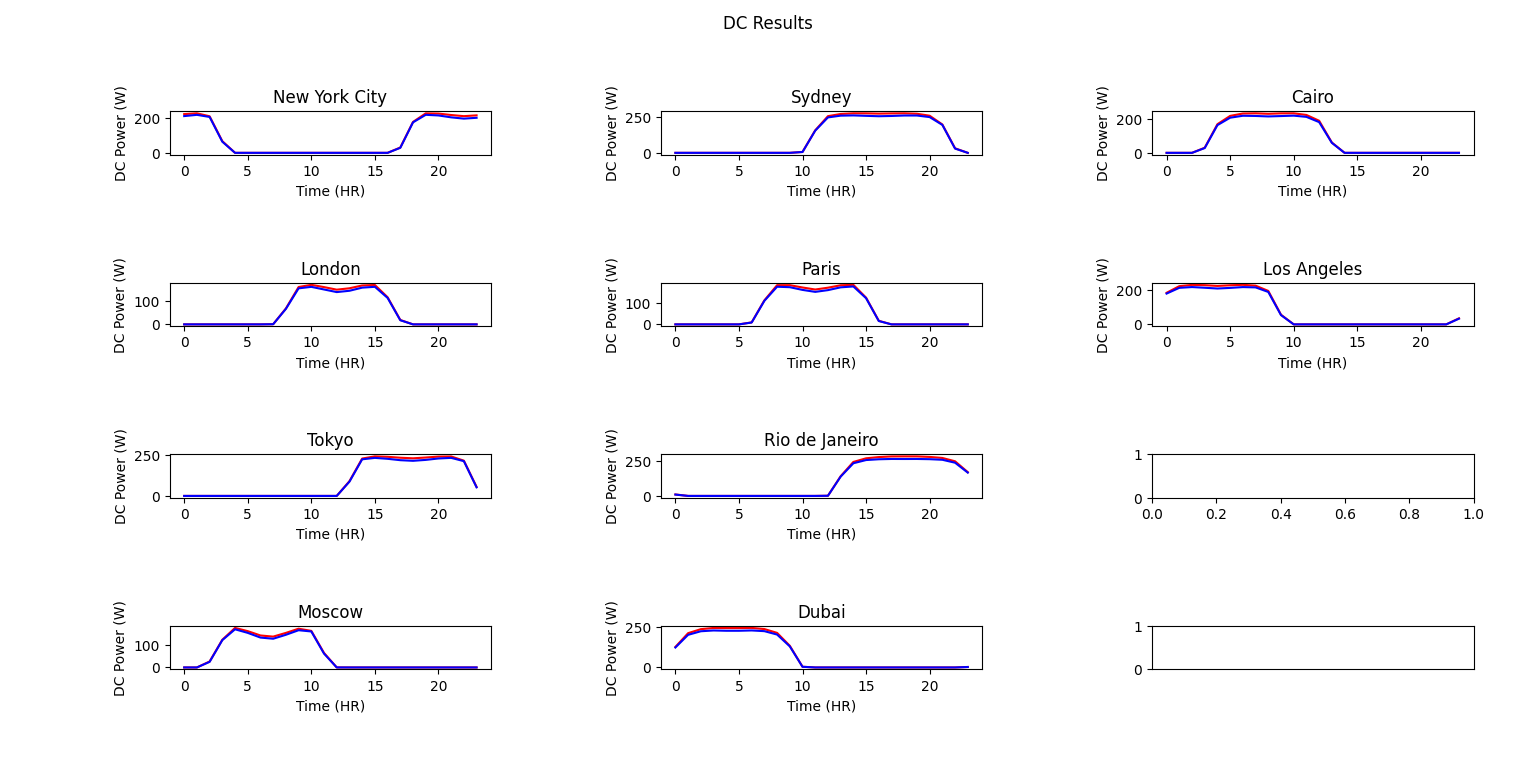 DC Results
New York City
DC Power (W)
200
0
0 5 10 15 20
Time (HR)
Sydney
DC Power (W)
250
0
0 5 10 15 20
Time (HR)
Cairo
DC Power (W)
200
0
0 5 10 15 20
Time (HR)
London
DC Power (W)
100
0
0 5 10 15 20
Time (HR)
Paris
DC Power (W)
100
0
0 5 10 15 20
Time (HR)
Los Angeles
DC Power (W)
200
0
0 5 10 15 20
Time (HR)
Tokyo
DC Power (W)
250
0
0 5 10 15 20
Time (HR)
Rio de Janeiro
DC Power (W)
250
0
0 5 10 15 20
Time (HR)
1
0
0.0 0.2 0.4 0.6 0.8 1.0
Moscow
DC Power (W)
100
0
0 5 10 15 20
Time (HR)
Dubai
DC Power (W)
250
0
0 5 10 15 20
Time (HR)
1
0